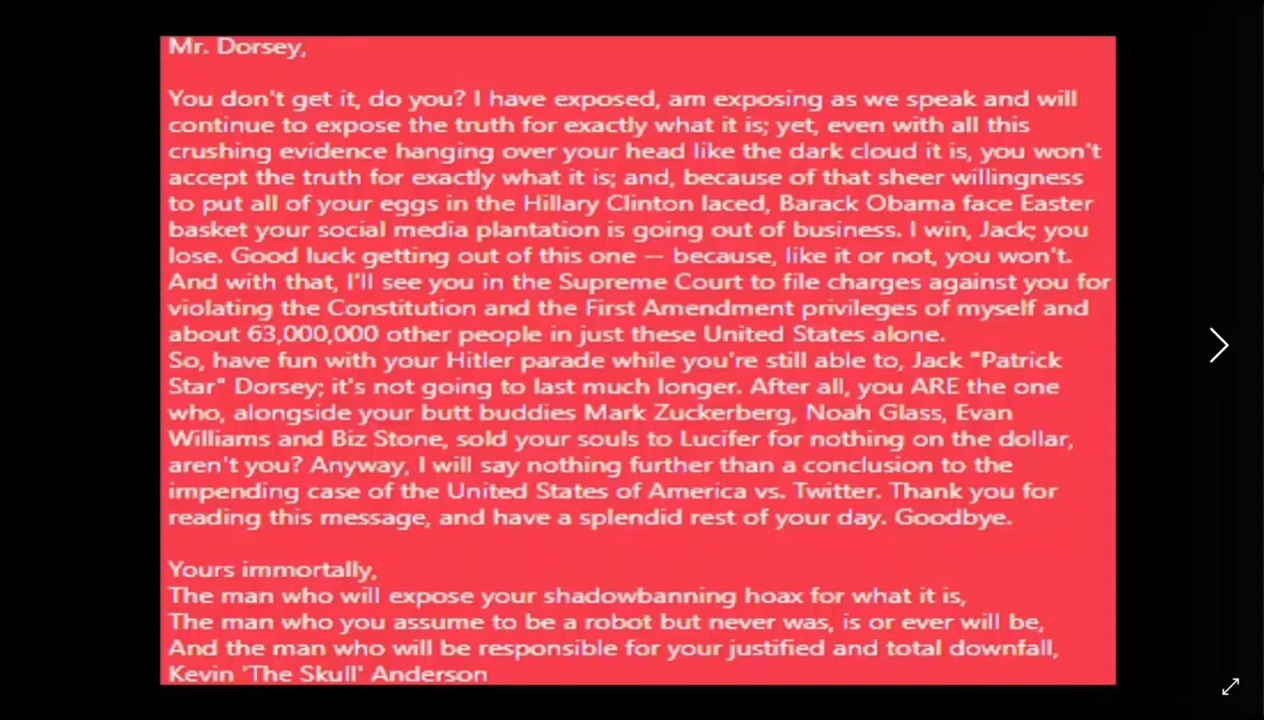 Mr. Dorsey,
You don't get it, do you? I have exposed, am exposing as we speak and will
continue to expose the truth for exactly what it is; yet, even with all this
crushing evidence hanging over your head like the dark cloud it is, you won't
accept the truth for exactly what it is; and, because of that sheer willingness
to put all of your eggs in the Hillary Clinton laced, Barack Obama face Easter
basket your social media plantation is going out of business. I win, Jack; you
lose. Good luck getting out of this one -- because, like it or not, you won't.
And with that, I'll see you in the Supreme Court to file charges against you for
violating the Constitution and the First Amendment privileges of myself and
about 63,000,000 other people in just these United States alone.
So, have fun with your Hitler parade while you're still able to, Jack "Patrick
Star" Dorsey; it's not going to last much longer. After all, you ARE the one
who, alongside your butt buddies Mark Zuckerberg, Noah Glass, Evan
Williams and Biz Stone, sold your souls to Lucifer for nothing on the dollar,
aren't you? Anyway, I will say nothing further than a conclusion to the
impending case of the United States of America vs. Twitter. Thank you for
reading this message, and have a splendid rest of your day. Goodbye.
Yours immortally,
The man who will expose your shadowbanning hoax for what it is,
The man who you assume to be a robot but never was, is or ever will be,
And the man who will be responsible for your justified and total downfall,
Kevin 'The Skull' Anderson